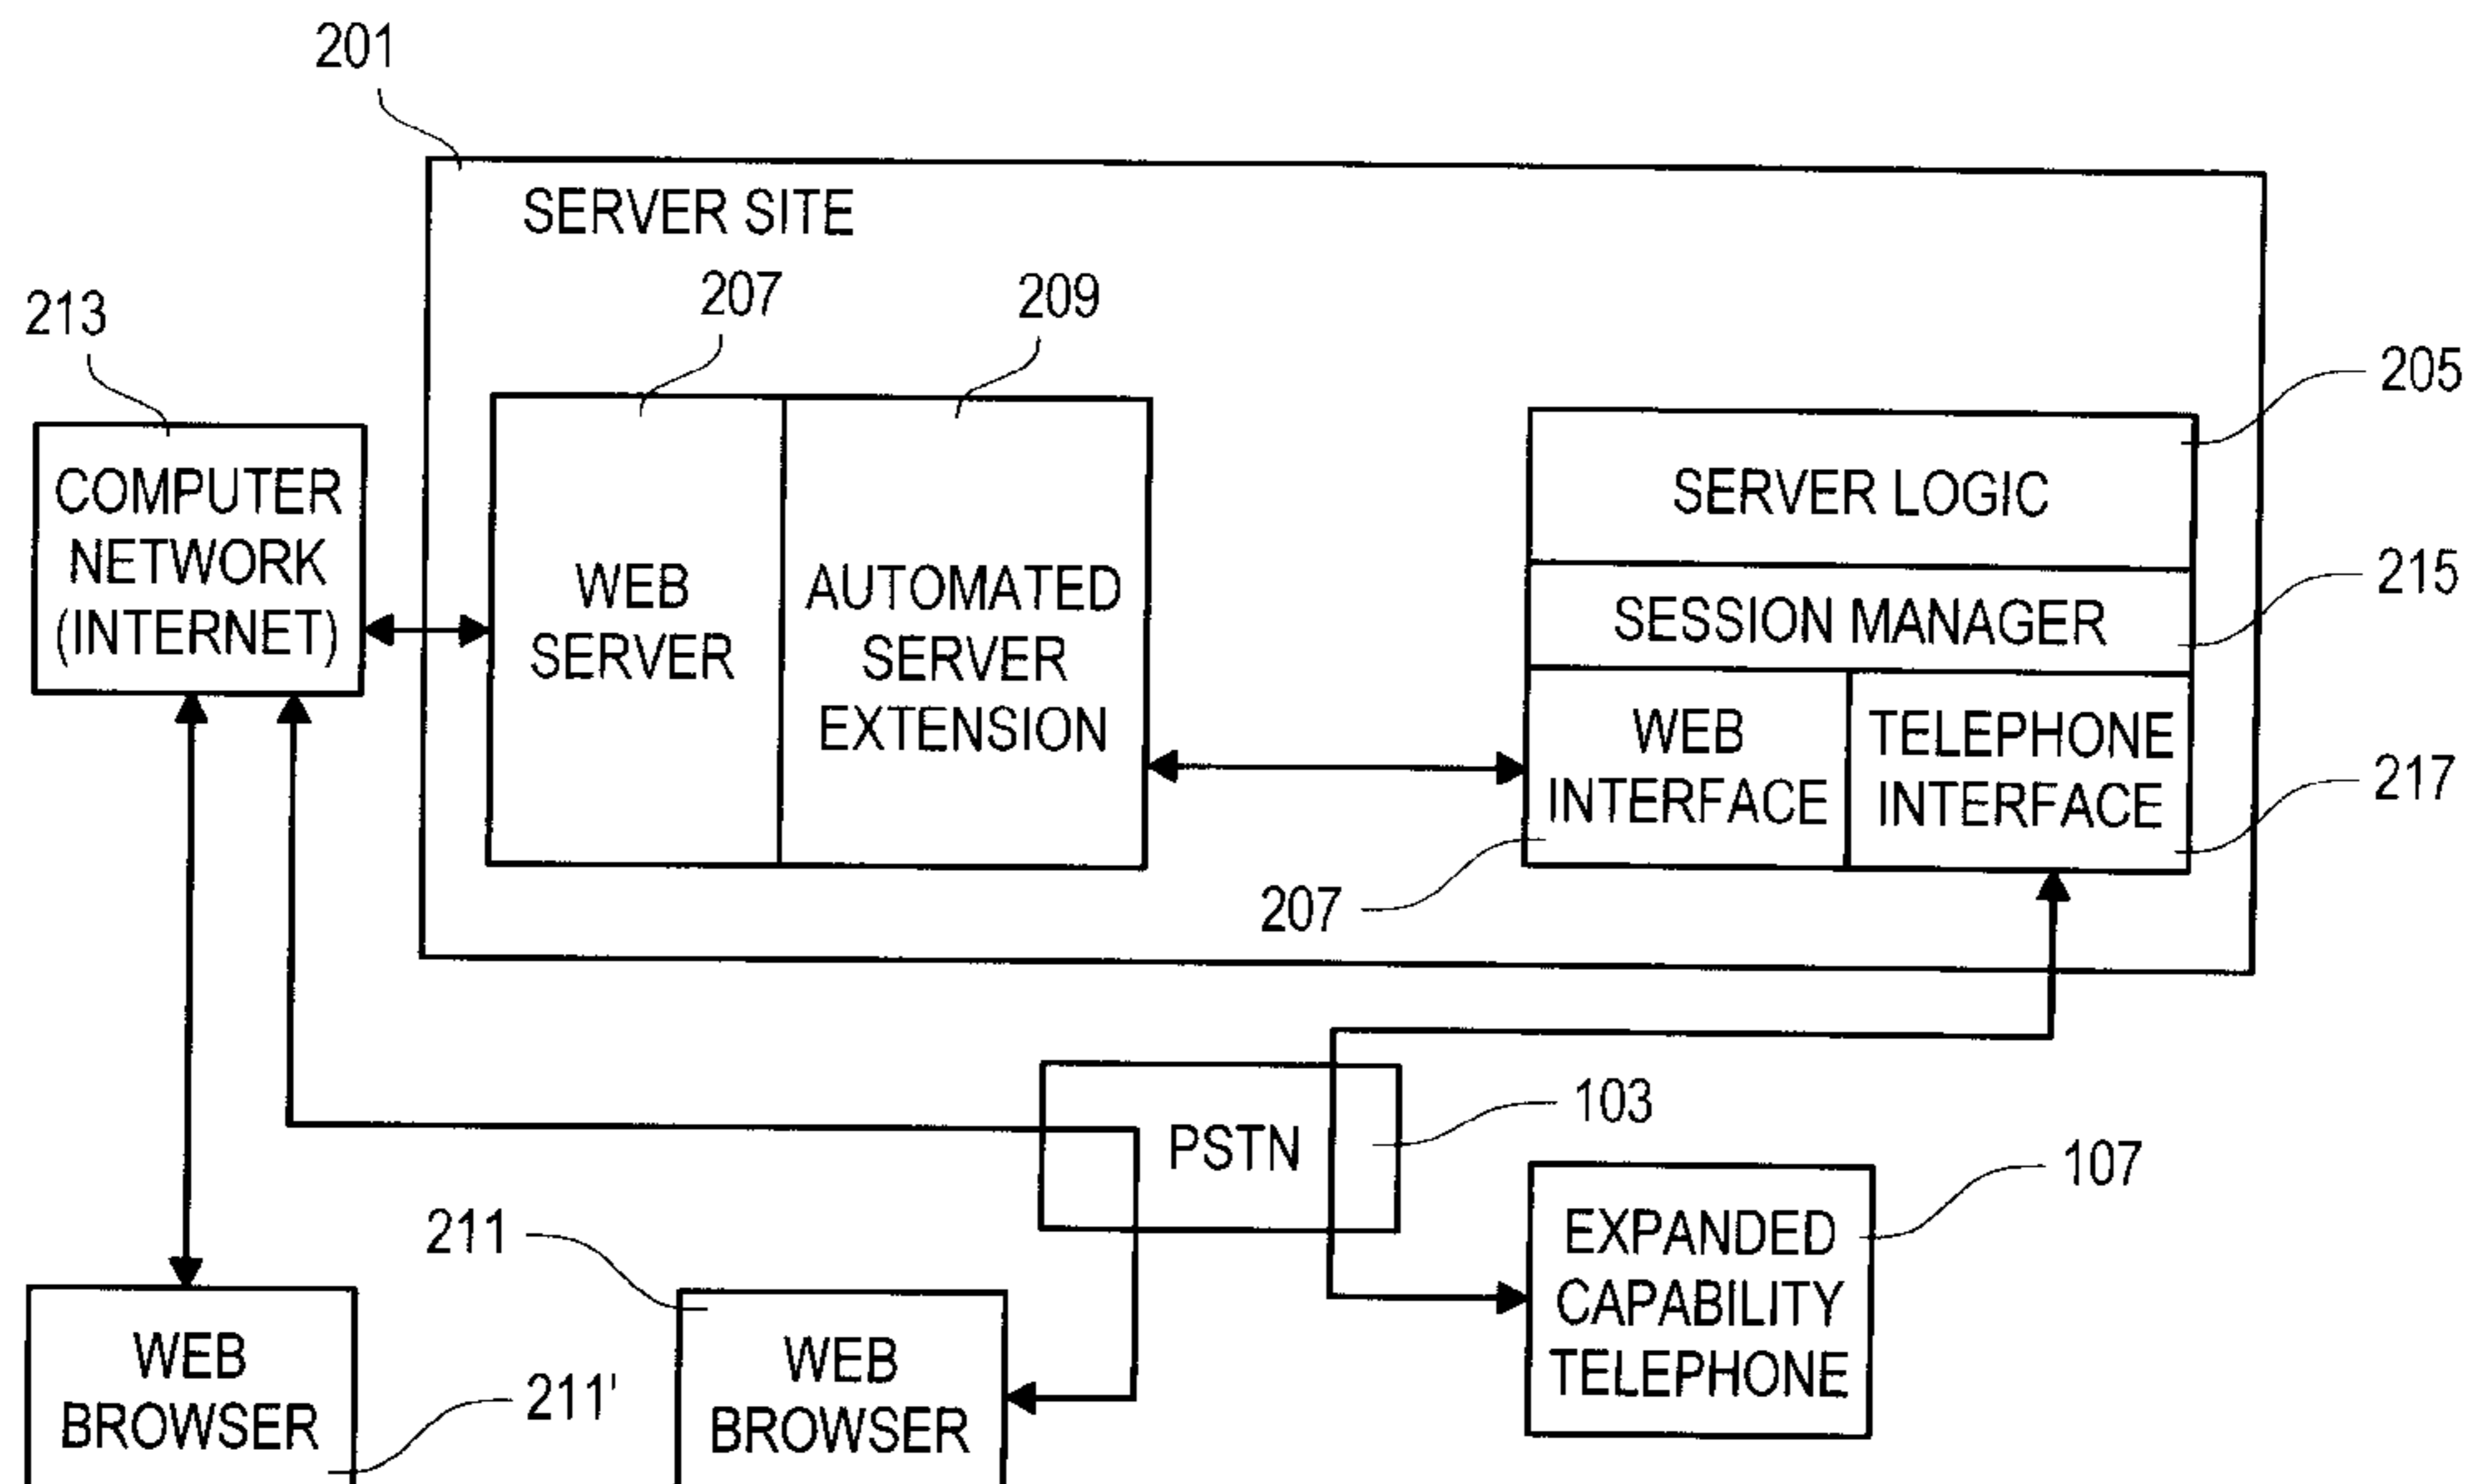 201
SERVER SITE
207
209
213
205
COMPUTER
NETWORK
(INTERNET)
WEB
SERVER
AUTOMATED
SERVER
EXTENSION
SERVER LOGIC
215
SESSION MANAGER
WEB
INTERFACE
TELEPHONE
INTERFACE
217
207
PSTN
103
107
211
EXPANDED
CAPABILITY
TELEPHONE
WEB
BROWSER
211'
WEB
BROWSER